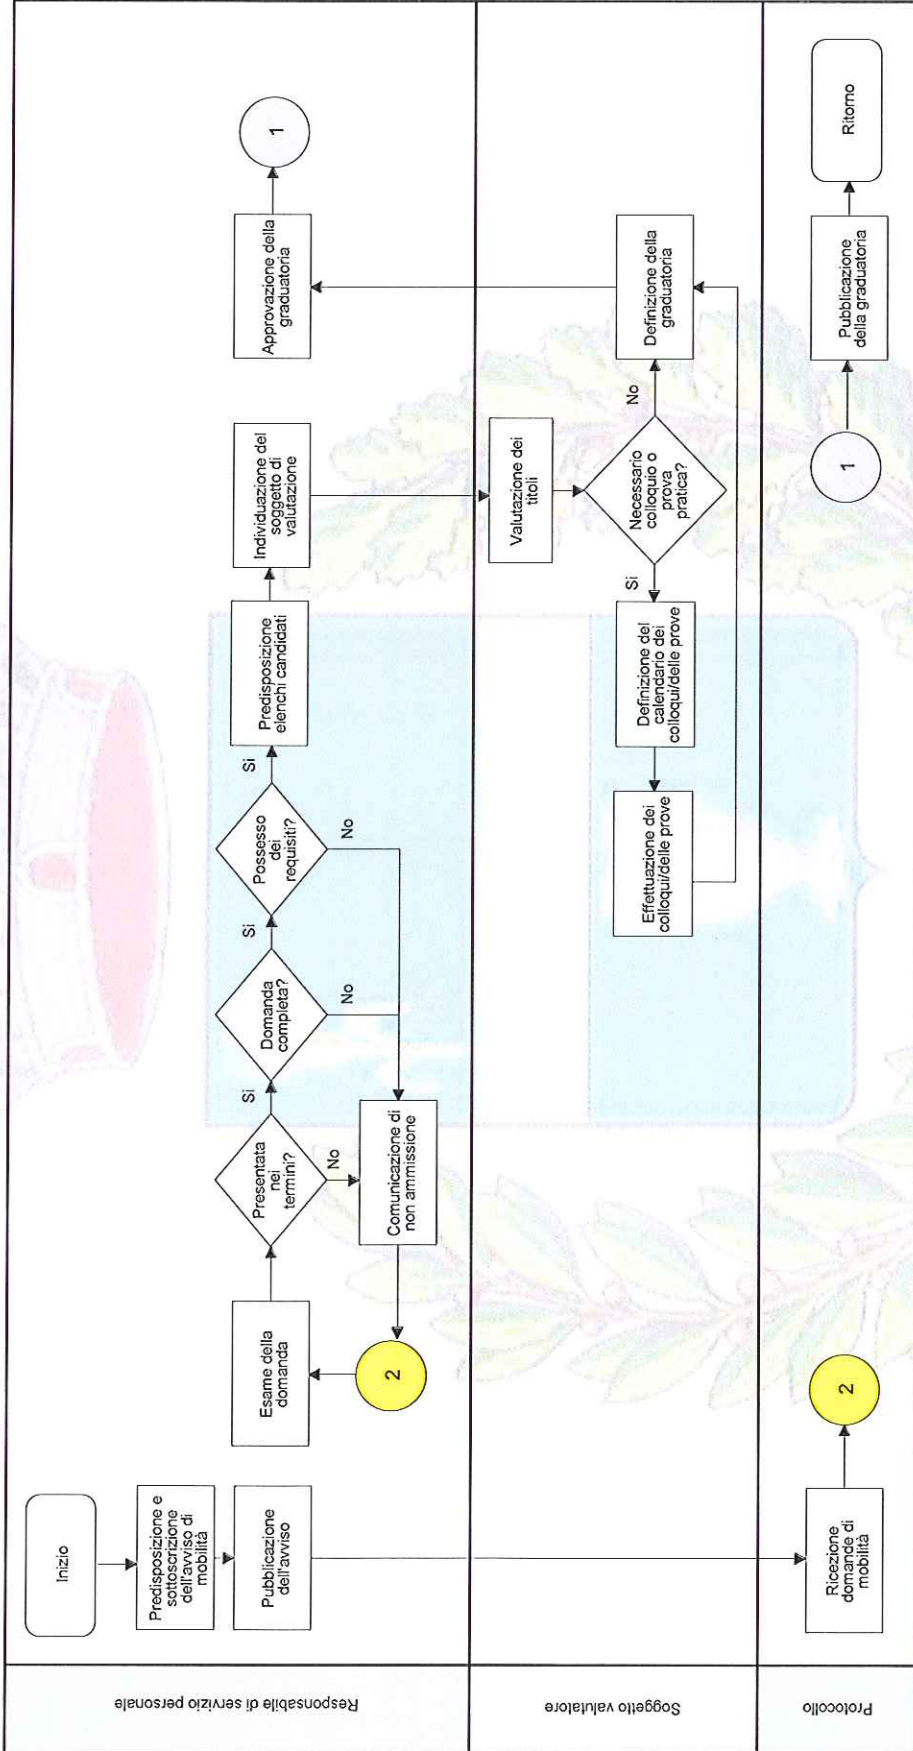 Responsabile di servizio personale
Inizio
Predisposizione e
sottoscrizione
dell'avviso di
mobilità
Pubblicazione
dell'avviso
Esame della
domanda
2
Presentata
nei
termini?
Si
No
Comunicazione di
non ammissione
Domanda
completa?
Si
No
Possesso
dei
requisiti?
Si
No
Predisposizione
elenchi candidati
Individuazione del
soggetto di
valutazione
Approvazione della
graduatoria
1
Soggetto valutatore
Valutazione dei
titoli
Necessario
colloquio o
prova
pratica?
Si
No
Definizione del
calendario dei
colloqui/delle prove
Effettuazione dei
colloqui/delle prove
Definizione della
graduatoria
Protocollo
Ricezione
domande di
mobilità
2
1
Pubblicazione
della graduatoria
Ritorno